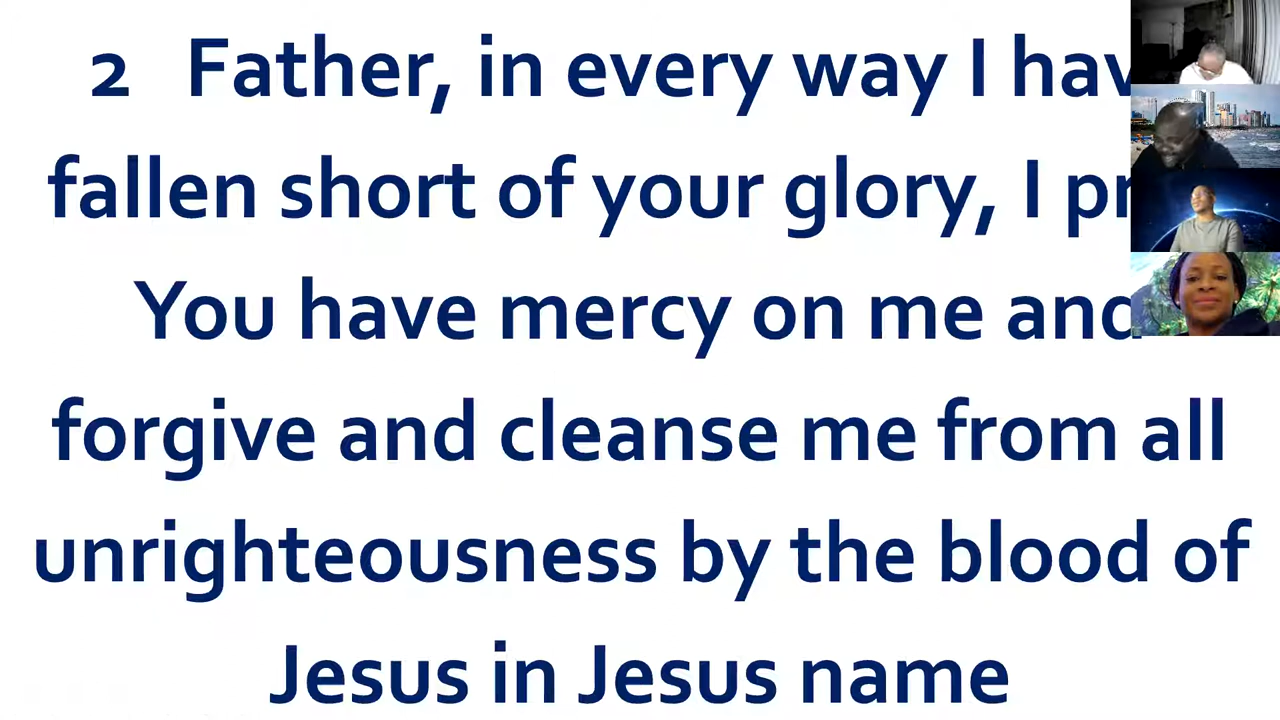 2 Father, in every way I hav
fallen short of your glory, I pr
You have mercy on me and
forgive and cleanse me from all
unrighteousness by the blood of
Jesus in Jesus name